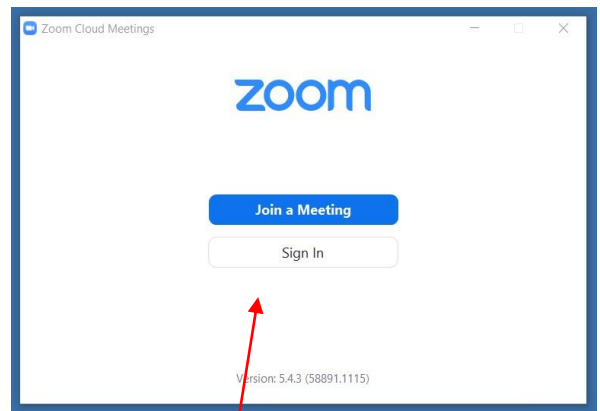 Zoom Cloud Meetings
zoom
Join a Meeting
Sign In
Version: 5.4.3 (58891.1115)